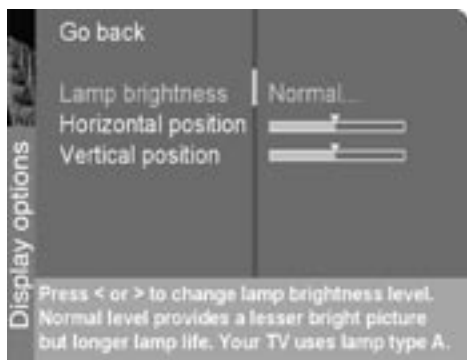 Go back
Lamp brightness Normal...
Horizontal position
Vertical position
Display options
Press < or > to change lamp brightness level.
Normal level provides a lesser bright picture
but longer lamp life. Your TV uses lamp type A.